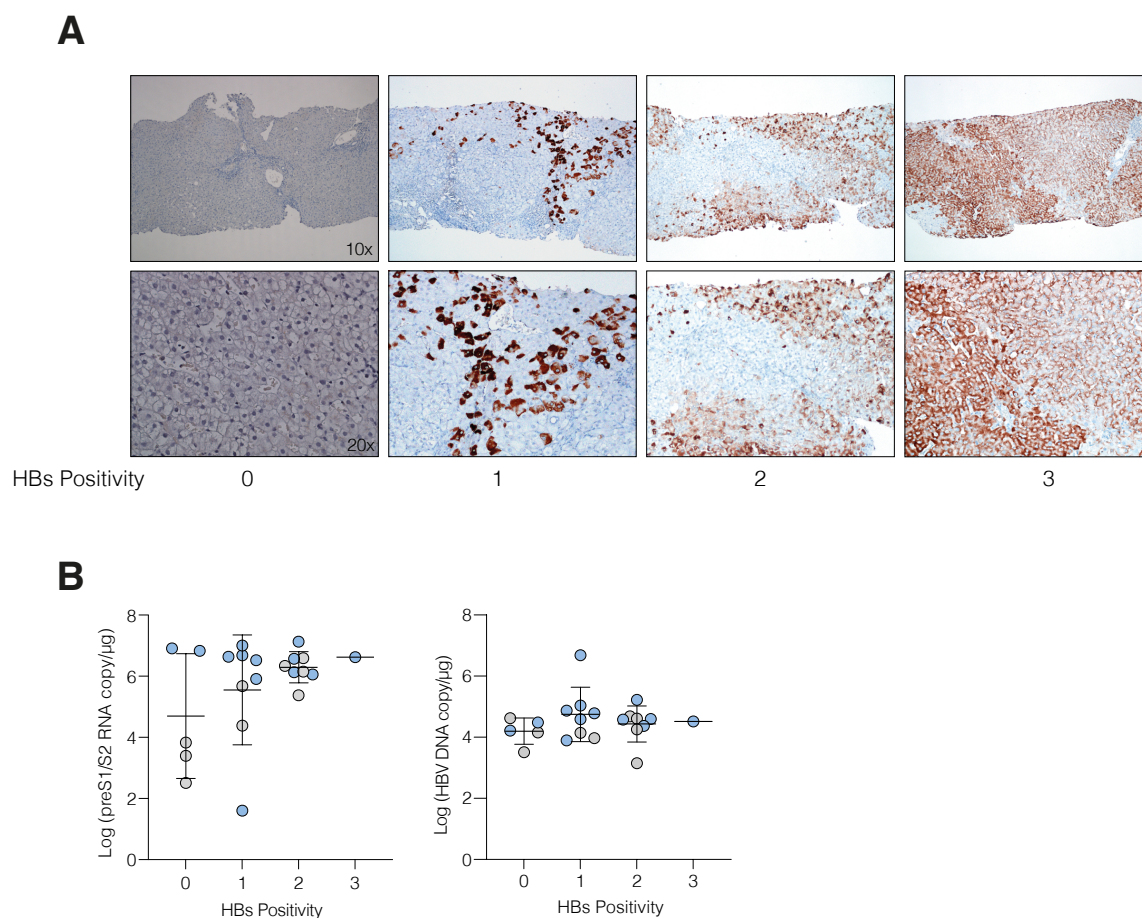 A
10x
20x
HBs Positivity 0 1 2 3
B
8
6
4
2
0
Log (preS1/S2 RNA copy/µg)
0 1 2 3
HBs Positivity
8
6
4
2
0
Log (HBV DNA copy/µg)
0 1 2 3
HBs Positivity